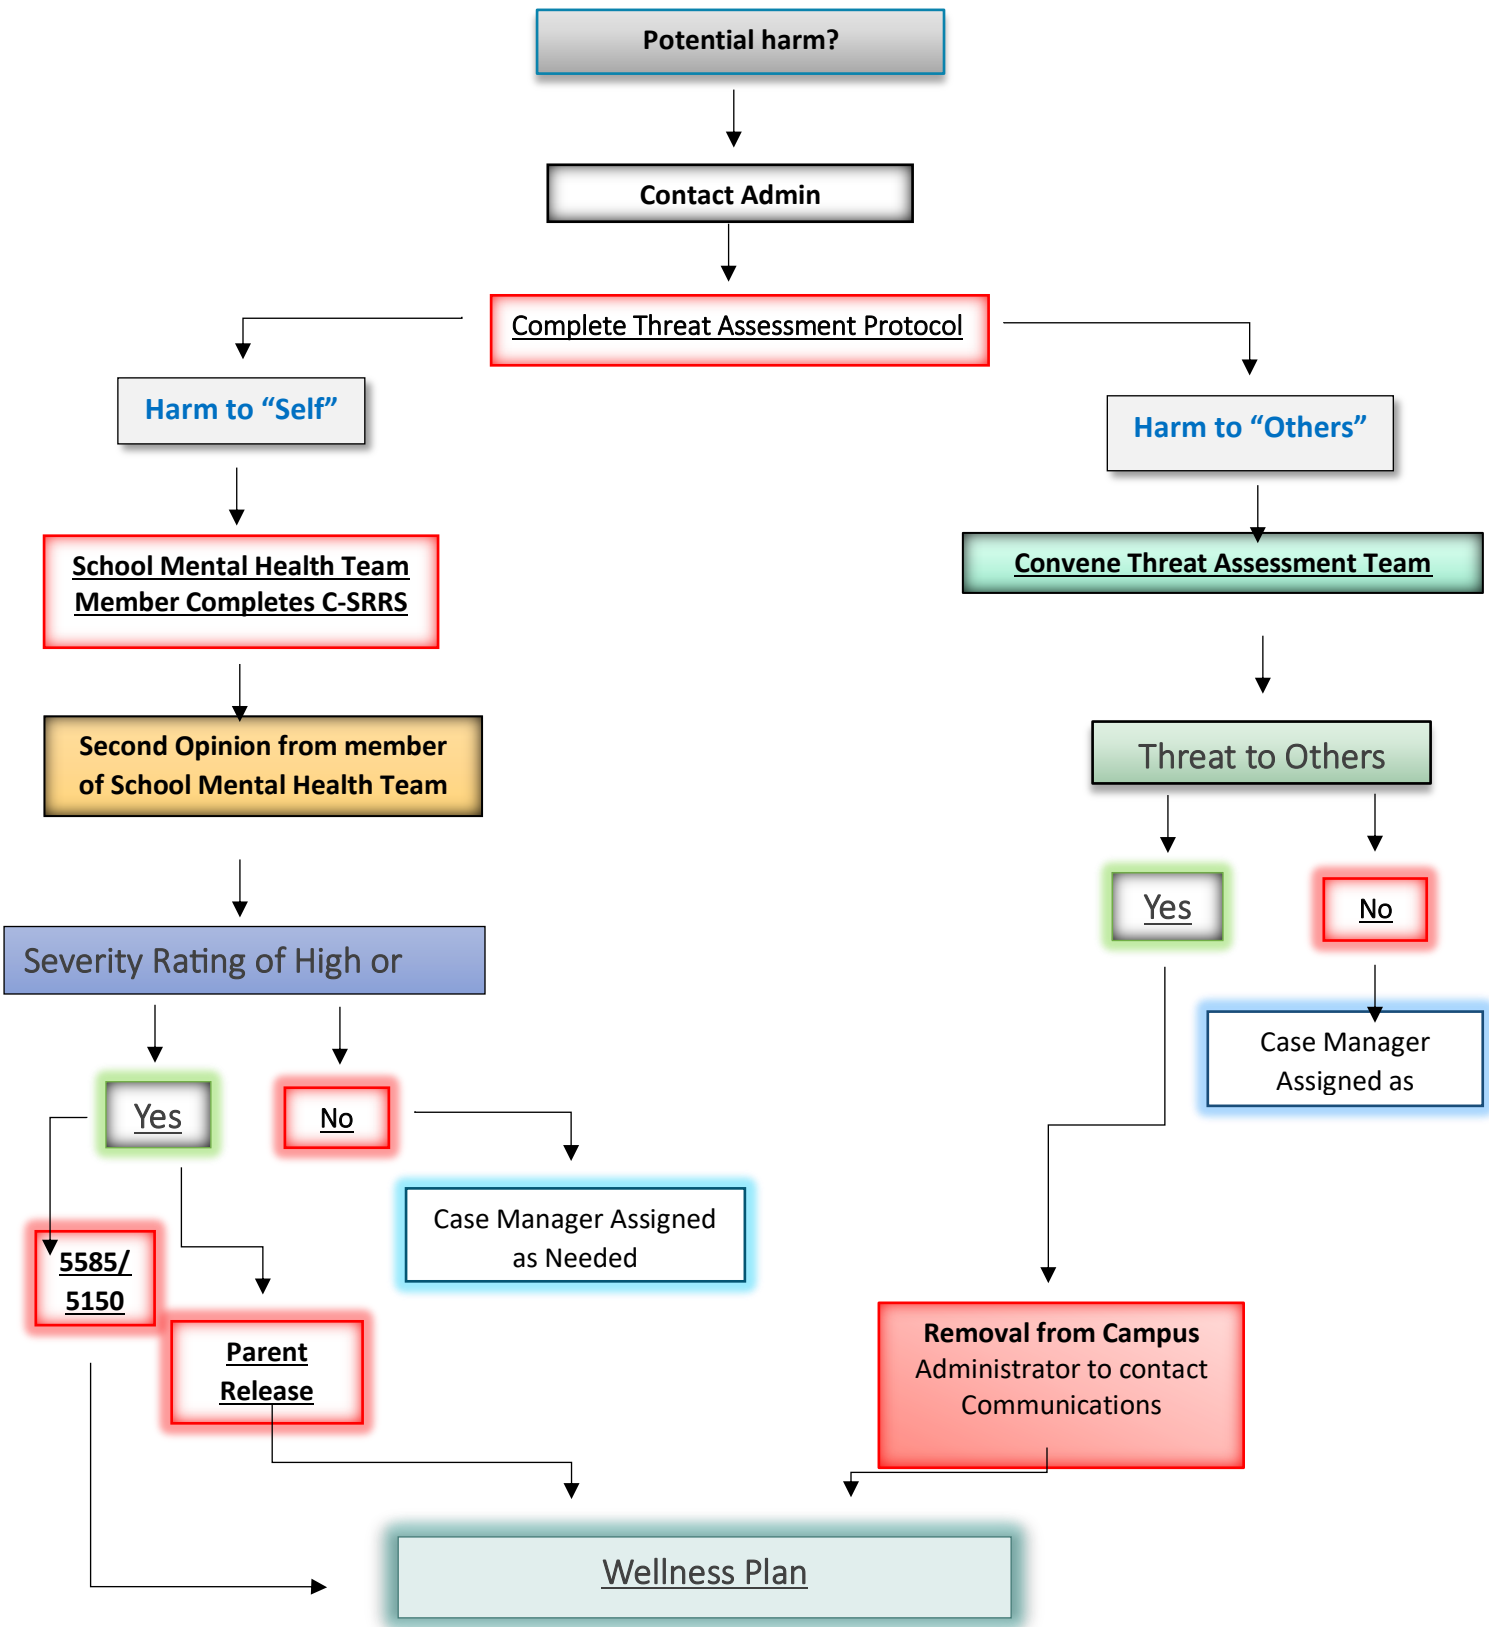 Potential harm?
Contact Admin
Complete Threat Assessment Protocol
Harm to “Self”
Harm to “Others”
School Mental Health Team
Member Completes C-SRRS
Convene Threat Assessment Team
Second Opinion from member
of School Mental Health Team
Threat to Others
Yes
No
Severity Rating of High or
Case Manager
Assigned as
Yes
No
Case Manager Assigned
as Needed
5585/
5150
Parent
Release
Removal from Campus
Administrator to contact
Communications
Wellness Plan